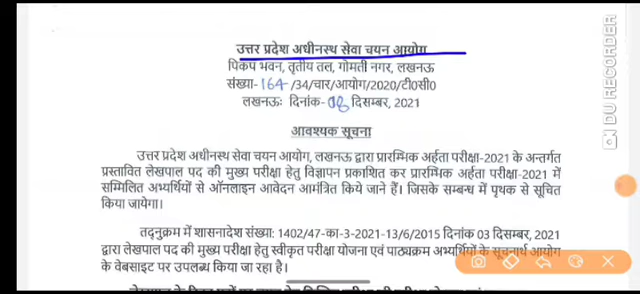 उत्तर प्रदेश अधीनस्थ सेवा चयन आयोग
पिकप भवन, तृतीय तल, गोमती नगर, लखनऊ
संख्या-164/34/चार/आयोग/2020/टी0सी0
लखनऊः दिनांक-08 दिसम्बर, 2021
आवश्यक सूचना
उत्तर प्रदेश अधीनस्थ सेवा चयन आयोग, लखनऊ द्वारा प्रारम्भिक अर्हता परीक्षा-2021 के अन्तर्गत
प्रस्तावित लेखपाल पद की मुख्य परीक्षा हेतु विज्ञापन प्रकाशित कर प्रारम्भिक अर्हता परीक्षा-2021 में
सम्मिलित अभ्यर्थियों से ऑनलाइन आवेदन आमंत्रित किये जाने हैं। जिसके सम्बन्ध में पृथक से सूचित
किया जायेगा।
तद्नुक्रम में शासनादेश संख्या: 1402/47-का-3-2021-13/6/2015 दिनांक 03 दिसम्बर, 2021
द्वारा लेखपाल पद की मुख्य परीक्षा हेतु स्वीकृत परीक्षा योजना एवं पाठ्यक्रम अभ्यर्थियों के सूचनार्थ आयोग
के वेबसाइट पर उपलब्ध किया जा रहा है।
DU RECORDER